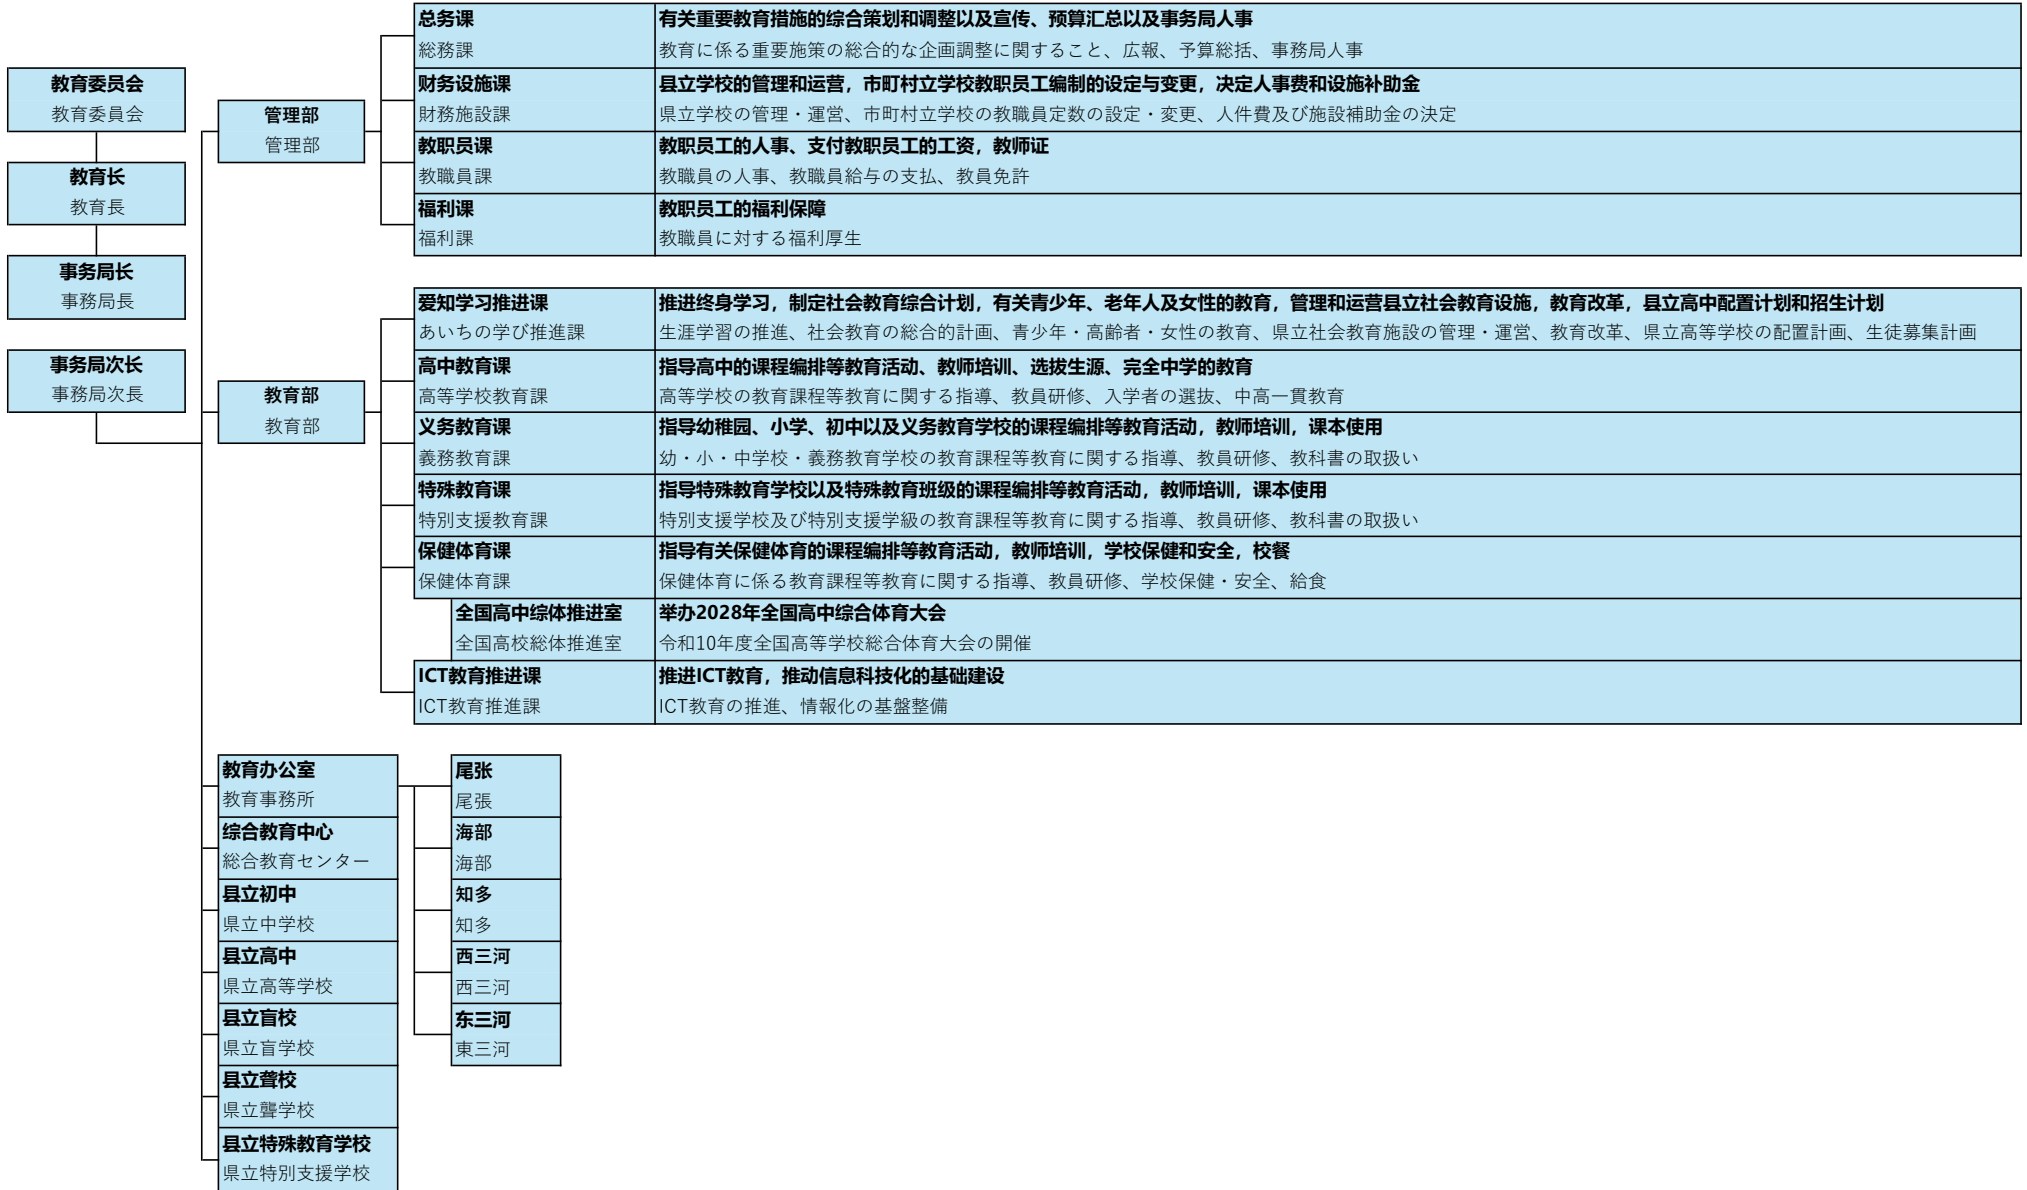 教育委员会
教育委員会
教育长
教育長
事务局长
事務局長
事务局次长
事務局次長
管理部
管理部
总务课
有关重要教育措施的综合策划和调整以及宣传、预算汇总以及事务局人事
総務課
教育に係る重要施策の総合的な企画調整に関すること、広報、予算総括、事務局人事
财务设施课
县立学校的管理和运营，市町村立学校教职员工编制的设定与变更，决定人事费和设施补助金
財務施設課
県立学校の管理・運営、市町村立学校の教職員定数の設定・変更、人件費及び施設補助金の決定
教职员课
教职员工的人事、支付教职员工的工资，教师证
教職員課
教職員の人事、教職員給与の支払、教員免許
福利课
教职员工的福利保障
福利課
教職員に対する福利厚生
教育部
教育部
爱知学习推进课
推进终身学习，制定社会教育综合计划，有关青少年、老年人及女性的教育，管理和运营县立社会教育设施，教育改革，县立高中配置计划和招生计划
あいちの学び推進課
生涯学習の推進、社会教育の総合的計画、青少年・高齢者・女性の教育、県立社会教育施設の管理・運営、教育改革、県立高等学校の配置計画、生徒募集計画
高中教育课
指导高中的课程编排等教育活动、教师培训、选拔生源、完全中学的教育
高等学校教育課
高等学校の教育課程等教育に関する指導、教員研修、入学者の選抜、中高一貫教育
义务教育课
指导幼稚园、小学、初中以及义务教育学校的课程编排等教育活动，教师培训，课本使用
義務教育課
幼・小・中学校・義務教育学校の教育課程等教育に関する指導、教員研修、教科書の取扱い
特殊教育课
指导特殊教育学校以及特殊教育班级的课程编排等教育活动，教师培训，课本使用
特別支援教育課
特別支援学校及び特別支援学級の教育課程等教育に関する指導、教員研修、教科書の取扱い
保健体育课
指导有关保健体育的课程编排等教育活动，教师培训，学校保健和安全，校餐
保健体育課
保健体育に係る教育課程等教育に関する指導、教員研修、学校保健・安全、給食
全国高中综体推进室
举办2028年全国高中综合体育大会
全国高校総体推進室
令和10年度全国高等学校総合体育大会の開催
ICT教育推进课
推进ICT教育，推动信息科技化的基础建设
ICT教育推進課
ICT教育の推進、情報化の基盤整備
教育办公室
教育事務所
综合教育中心
総合教育センター
县立初中
県立中学校
县立高中
県立高等学校
县立盲校
県立盲学校
县立聋校
県立聾学校
县立特殊教育学校
県立特別支援学校
尾张
尾張
海部
海部
知多
知多
西三河
西三河
东三河
東三河